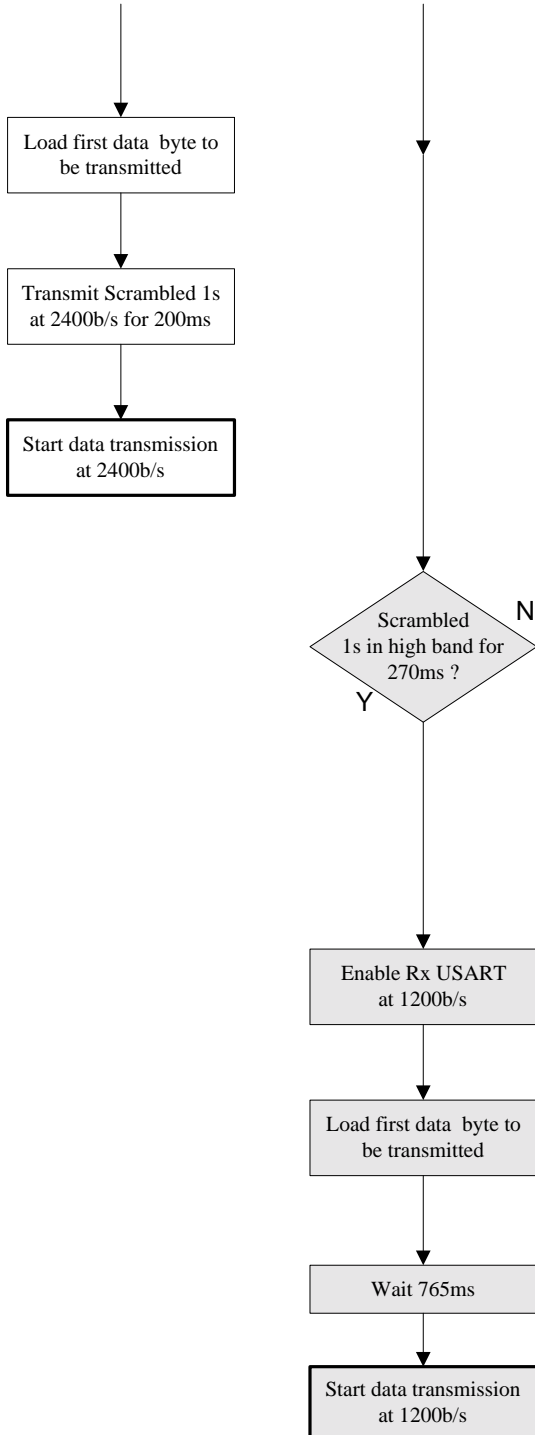 Load first data  byte to
be transmitted
Transmit Scrambled 1s
at 2400b/s for 200ms
Start data transmission
at 2400b/s
Scrambled
1s in high band for
270ms ?
N
Y
Enable Rx USART
at 1200b/s
Load first data  byte to
be transmitted
Wait 765ms
Start data transmission
at 1200b/s